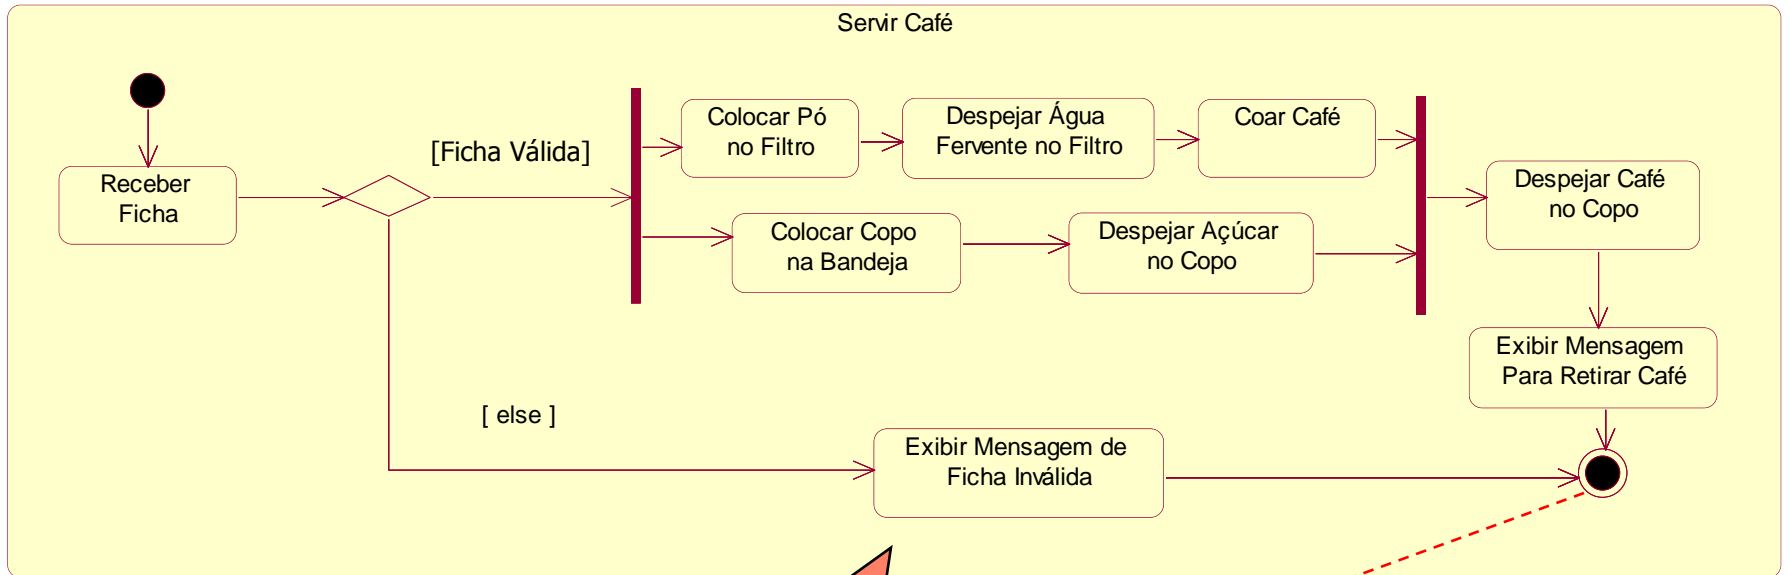 Servir Café
Receber
Ficha
[Ficha Válida]
Colocar Pó
no Filtro
Despejar Água
Fervente no Filtro
Coar Café
Colocar Copo
na Bandeja
Despejar Açúcar
no Copo
Despejar Café
no Copo
Exibir Mensagem
Para Retirar Café
[ else ]
Exibir Mensagem de
Ficha Inválida